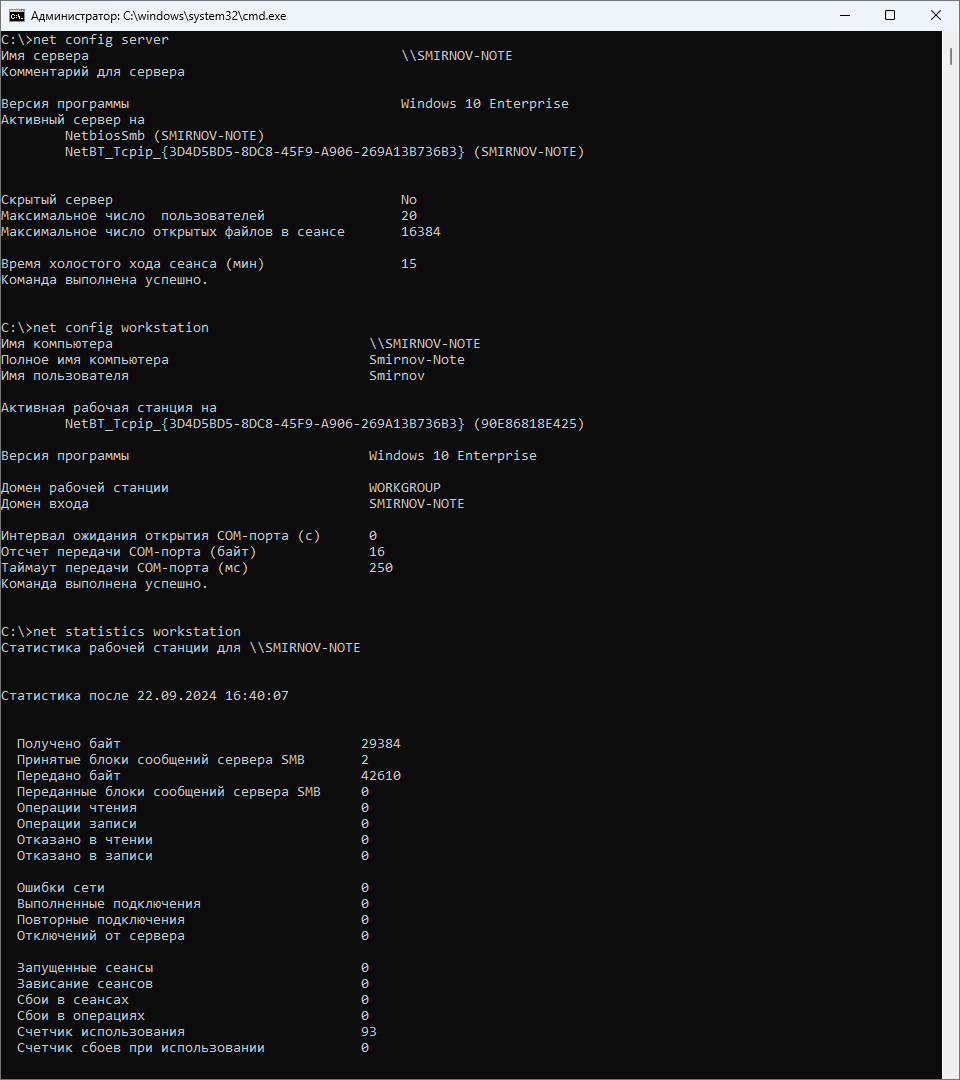 Администратор: C:\windows\system32\cmd.exe
C:\>net config server
Имя сервера                                       \\SMIRNOV-NOTE
Комментарий для сервера
Версия программы                                  Windows 10 Enterprise
Активный сервер на
        NetbiosSmb (SMIRNOV-NOTE)
        NetBT_Tcpip_{3D4D5BD5-8DC8-45F9-A906-269A13B736B3} (SMIRNOV-NOTE)
Скрытый сервер                                    No
Максимальное число  пользователей                 20
Максимальное число открытых файлов в сеансе       16384
Время холостого хода сеанса (мин)                 15
Команда выполнена успешно.
C:\>net config workstation
Имя компьютера                                \\SMIRNOV-NOTE
Полное имя компьютера                         Smirnov-Note
Имя пользователя                              Smirnov
Активная рабочая станция на
        NetBT_Tcpip_{3D4D5BD5-8DC8-45F9-A906-269A13B736B3} (90E86818E425)
Версия программы                              Windows 10 Enterprise
Домен рабочей станции                         WORKGROUP
Домен входа                                   SMIRNOV-NOTE
Интервал ожидания открытия COM-порта (с)      0
Отсчет передачи COM-порта (байт)              16
Таймаут передачи COM-порта (мс)               250
Команда выполнена успешно.
C:\>net statistics workstation
Статистика рабочей станции для \\SMIRNOV-NOTE
Статистика после 22.09.2024 16:40:07
  Получено байт                              29384
  Принятые блоки сообщений сервера SMB       2
  Передано байт                              42610
  Переданные блоки сообщений сервера SMB     0
  Операции чтения                            0
  Операции записи                            0
  Отказано в чтении                          0
  Отказано в записи                          0
  Ошибки сети                                0
  Выполненные подключения                    0
  Повторные подключения                      0
  Отключений от сервера                      0
  Запущенные сеансы                          0
  Зависание сеансов                          0
  Сбои в сеансах                             0
  Сбои в операциях                           0
  Счетчик использования                      93
  Счетчик сбоев при использовании            0